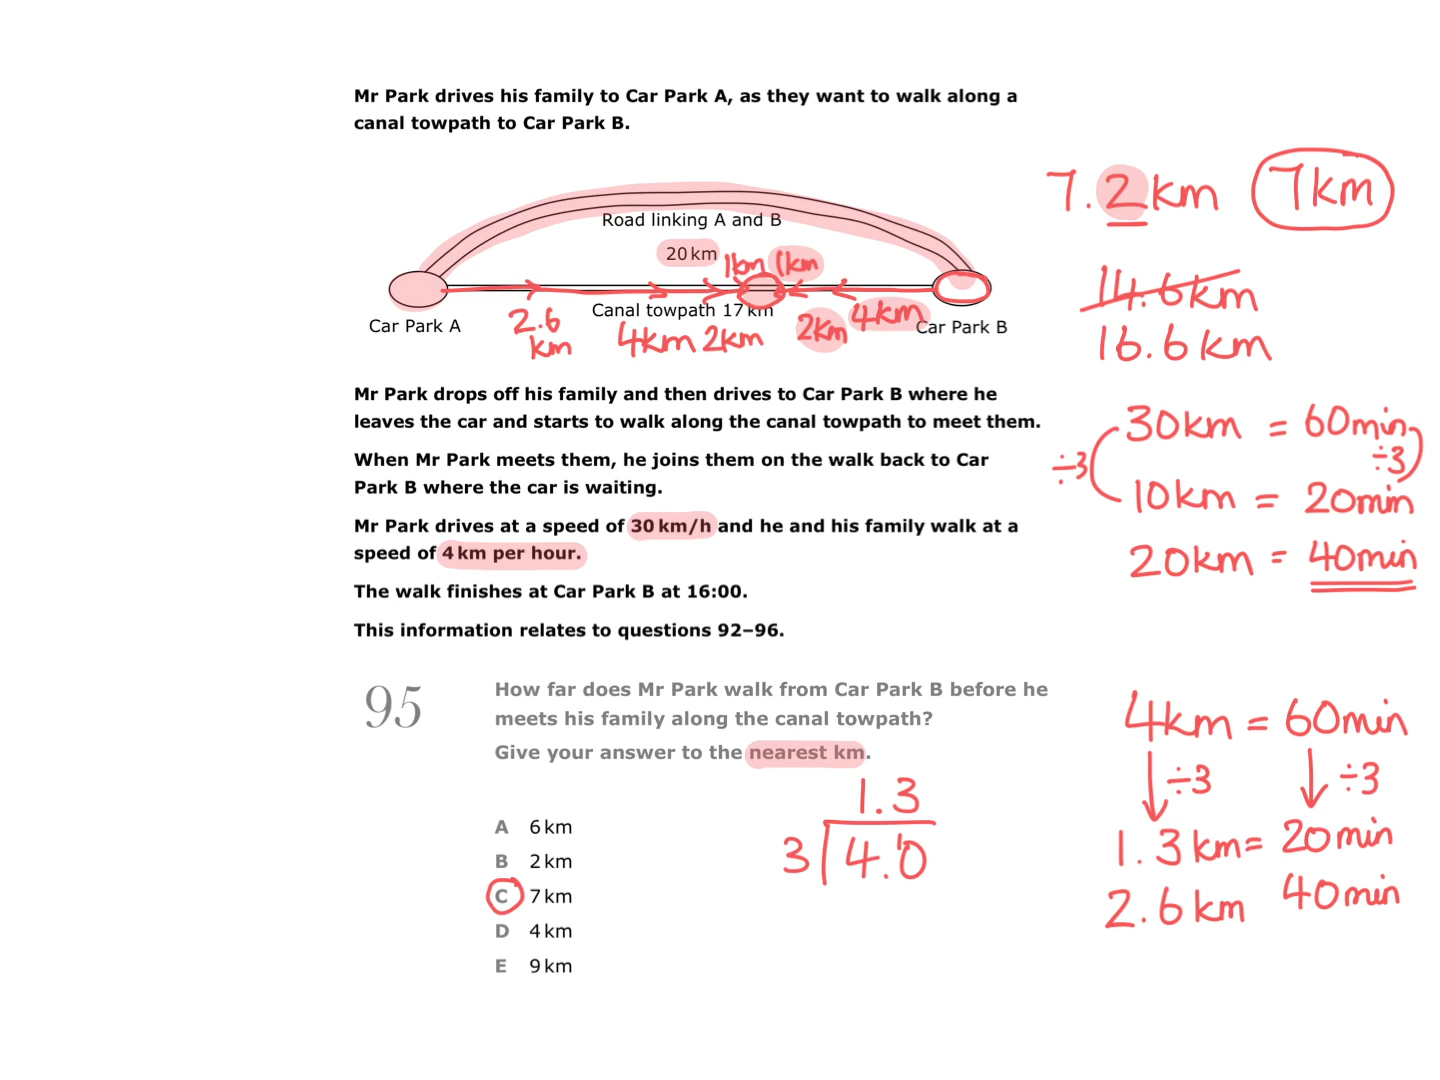 Mr Park drives his family to Car Park A, as they want to walk along a
canal towpath to Car Park B.
7.2km 7km
Road linking A and B
20km
1km 1km
14.6km
Canal towpath 17km
Car Park A
Car Park B
2.6
km
4km 2km 2km 4km
16.6km
Mr Park drops off his family and then drives to Car Park B where he
leaves the car and starts to walk along the canal towpath to meet them.
When Mr Park meets them, he joins them on the walk back to Car
Park B where the car is waiting.
Mr Park drives at a speed of 30 km/h and he and his family walk at a
speed of 4 km per hour.
The walk finishes at Car Park B at 16:00.
This information relates to questions 92–96.
30km = 60min
÷3 ÷3
10km = 20min
20km = 40min
95
How far does Mr Park walk from Car Park B before he
meets his family along the canal towpath?
Give your answer to the nearest km.
A 6 km
B 2 km
C 7 km
D 4 km
E 9 km
1.3
3 4.10
4km = 60min
÷3 ÷3
1.3km = 20min
2.6km 40min